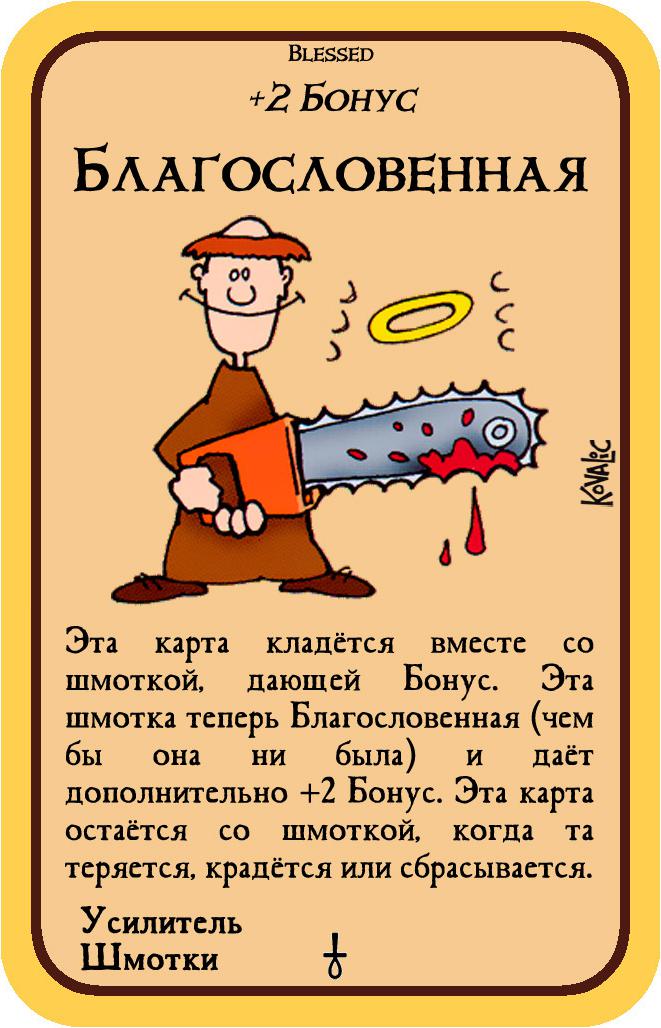 Blessed
+2 Бонус
Благословенная
Kovalic
Эта карта кладётся вместе со
шмоткой, дающей Бонус. Эта
шмотка теперь Благословенная (чем
бы она ни была) и даёт
дополнительно +2 Бонус. Эта карта
остаётся со шмоткой, когда та
теряется, крадётся или сбрасывается.
Усилитель
Шмотки